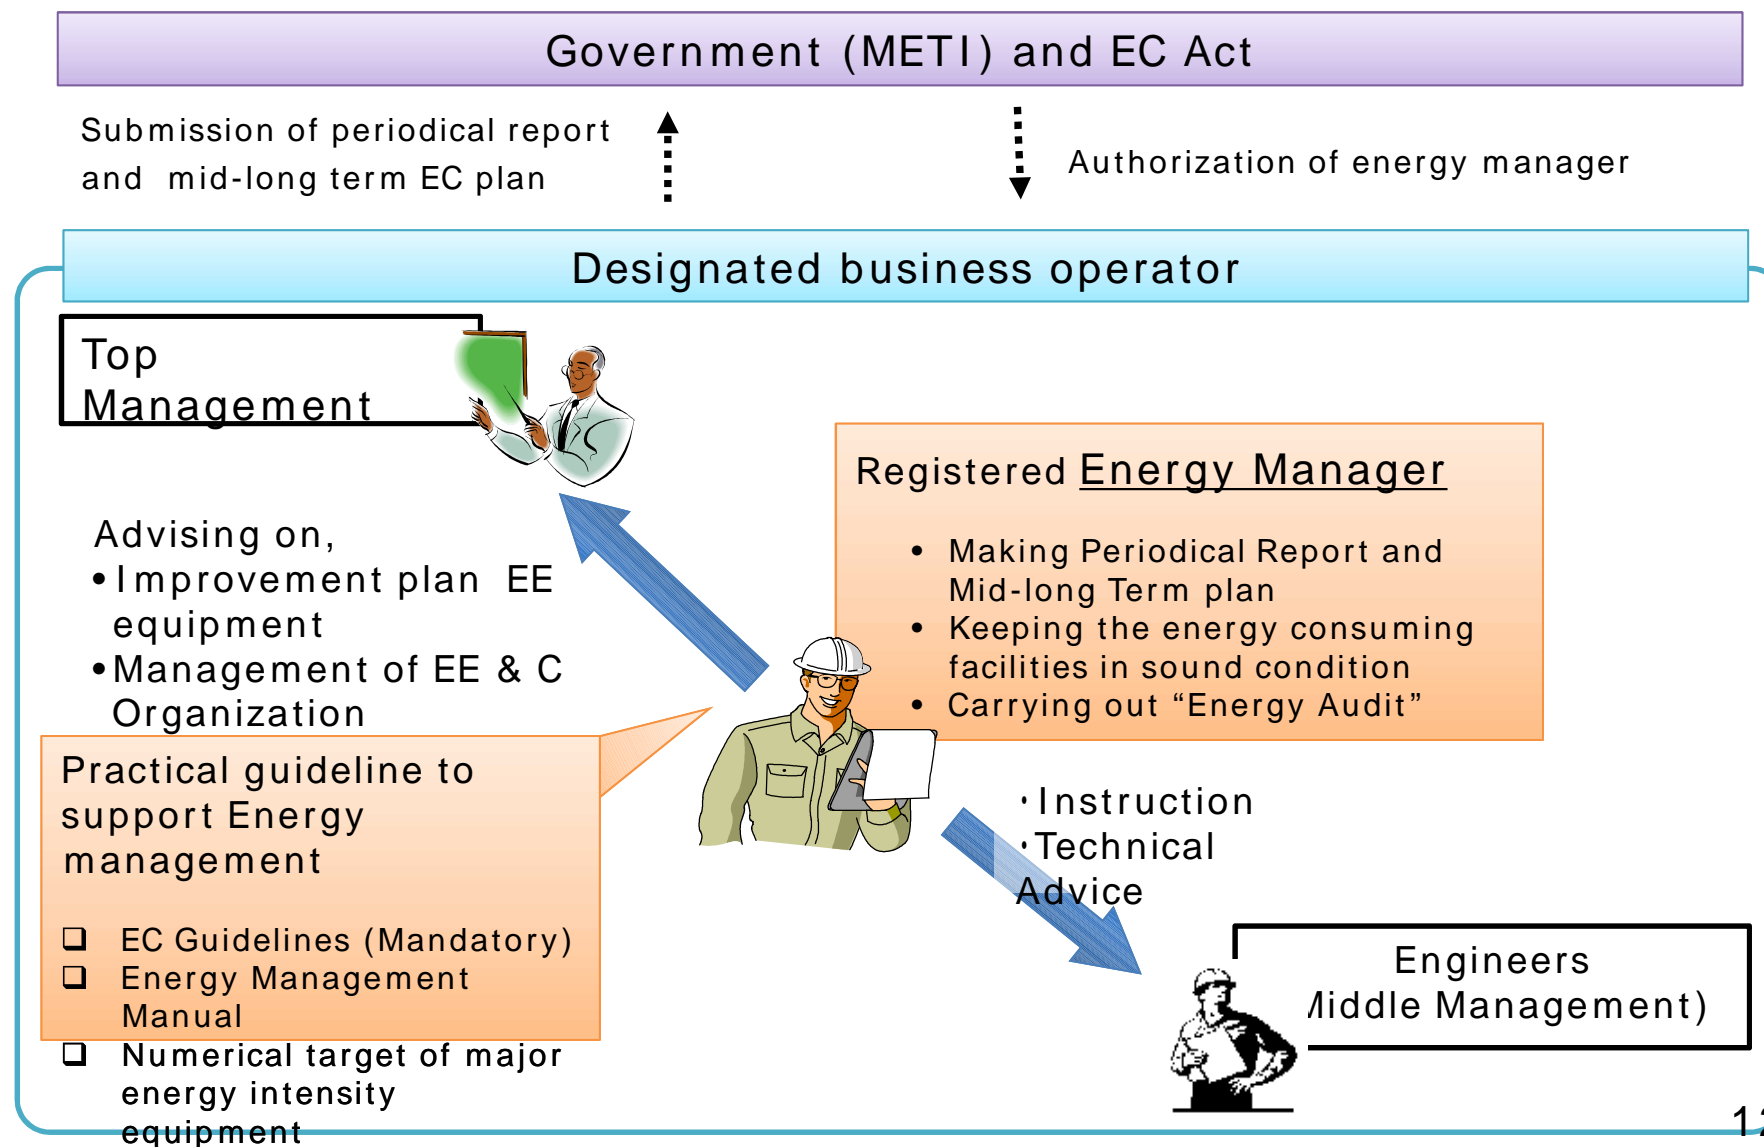 Government (METI) and EC Act
Submission of periodical report
and mid-long term EC plan
Authorization of energy manager
Designated business operator
Top
Management
Advising on,
•Improvement plan EE
equipment
•Management of EE & C
Organization
Registered Energy Manager
• Making Periodical Report and
Mid-long Term plan
• Keeping the energy consuming
facilities in sound condition
• Carrying out “Energy Audit”
Practical guideline to
support Energy
management
❑ EC Guidelines (Mandatory)
❑ Energy Management
Manual
❑ Numerical target of major
energy intensity
equipment
・Instruction
・Technical
Advice
Engineers
Middle Management)
12